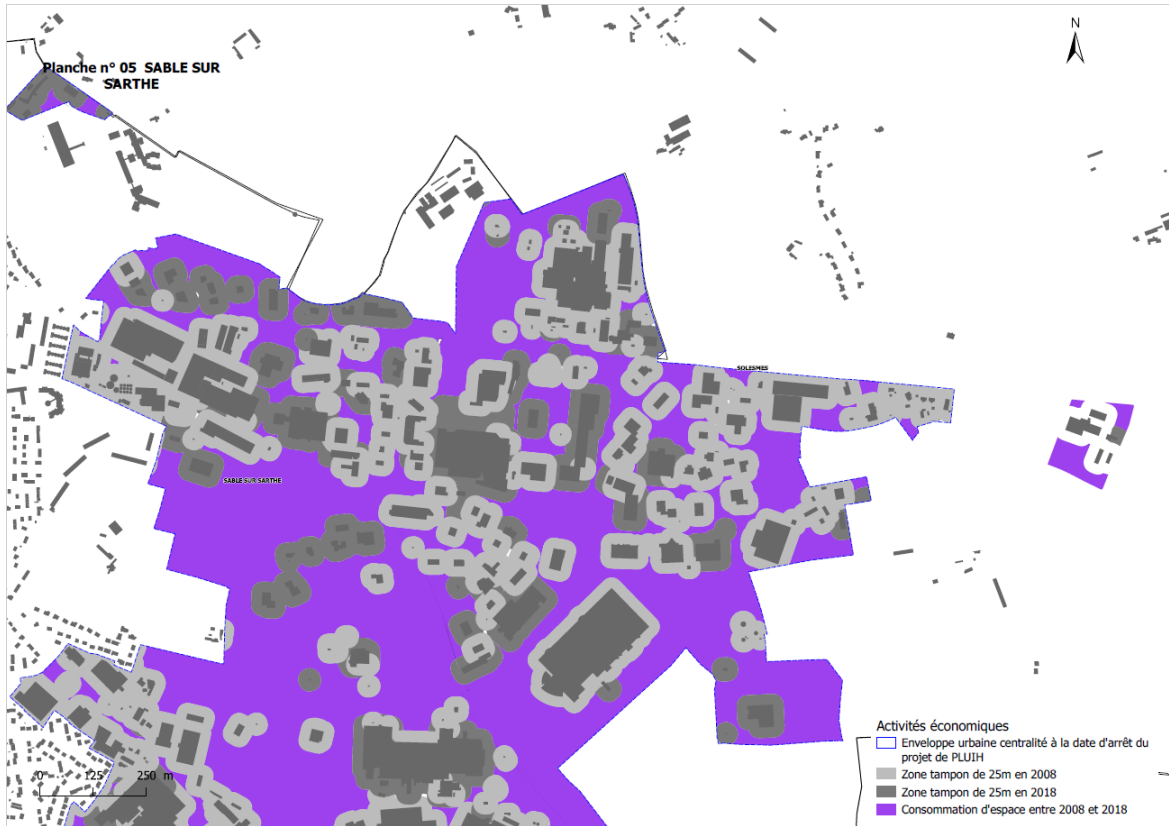 N
Planche n° 05 SABLE SUR
SARTHE
SOLESMES
SABLE SUR SARTHE
0 125 250 m
Activités économiques
Enveloppe urbaine centralité à la date d'arrêt du
projet de PLUIH
Zone tampon de 25m en 2008
Zone tampon de 25m en 2018
Consommation d'espace entre 2008 et 2018